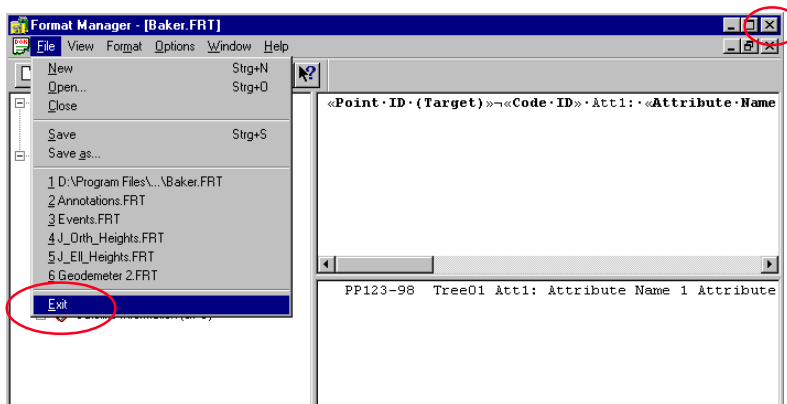 Format Manager - [Baker.FRT]
File View Format Options Window Help
New Strg+N
Open... Strg+O
Close
Save Strg+S
Save as...
1 D:\Program Files\...\Baker.FRT
2 Annotations.FRT
3 Events.FRT
4 J_Orth_Heights.FRT
5 J_Ell_Heights.FRT
6 Geodemeter 2.FRT
Exit
«Point·ID·(Target)»¬«Code·ID»·Att1:·«Attribute·Name
PP123-98 Tree01 Att1: Attribute Name 1 Attribute